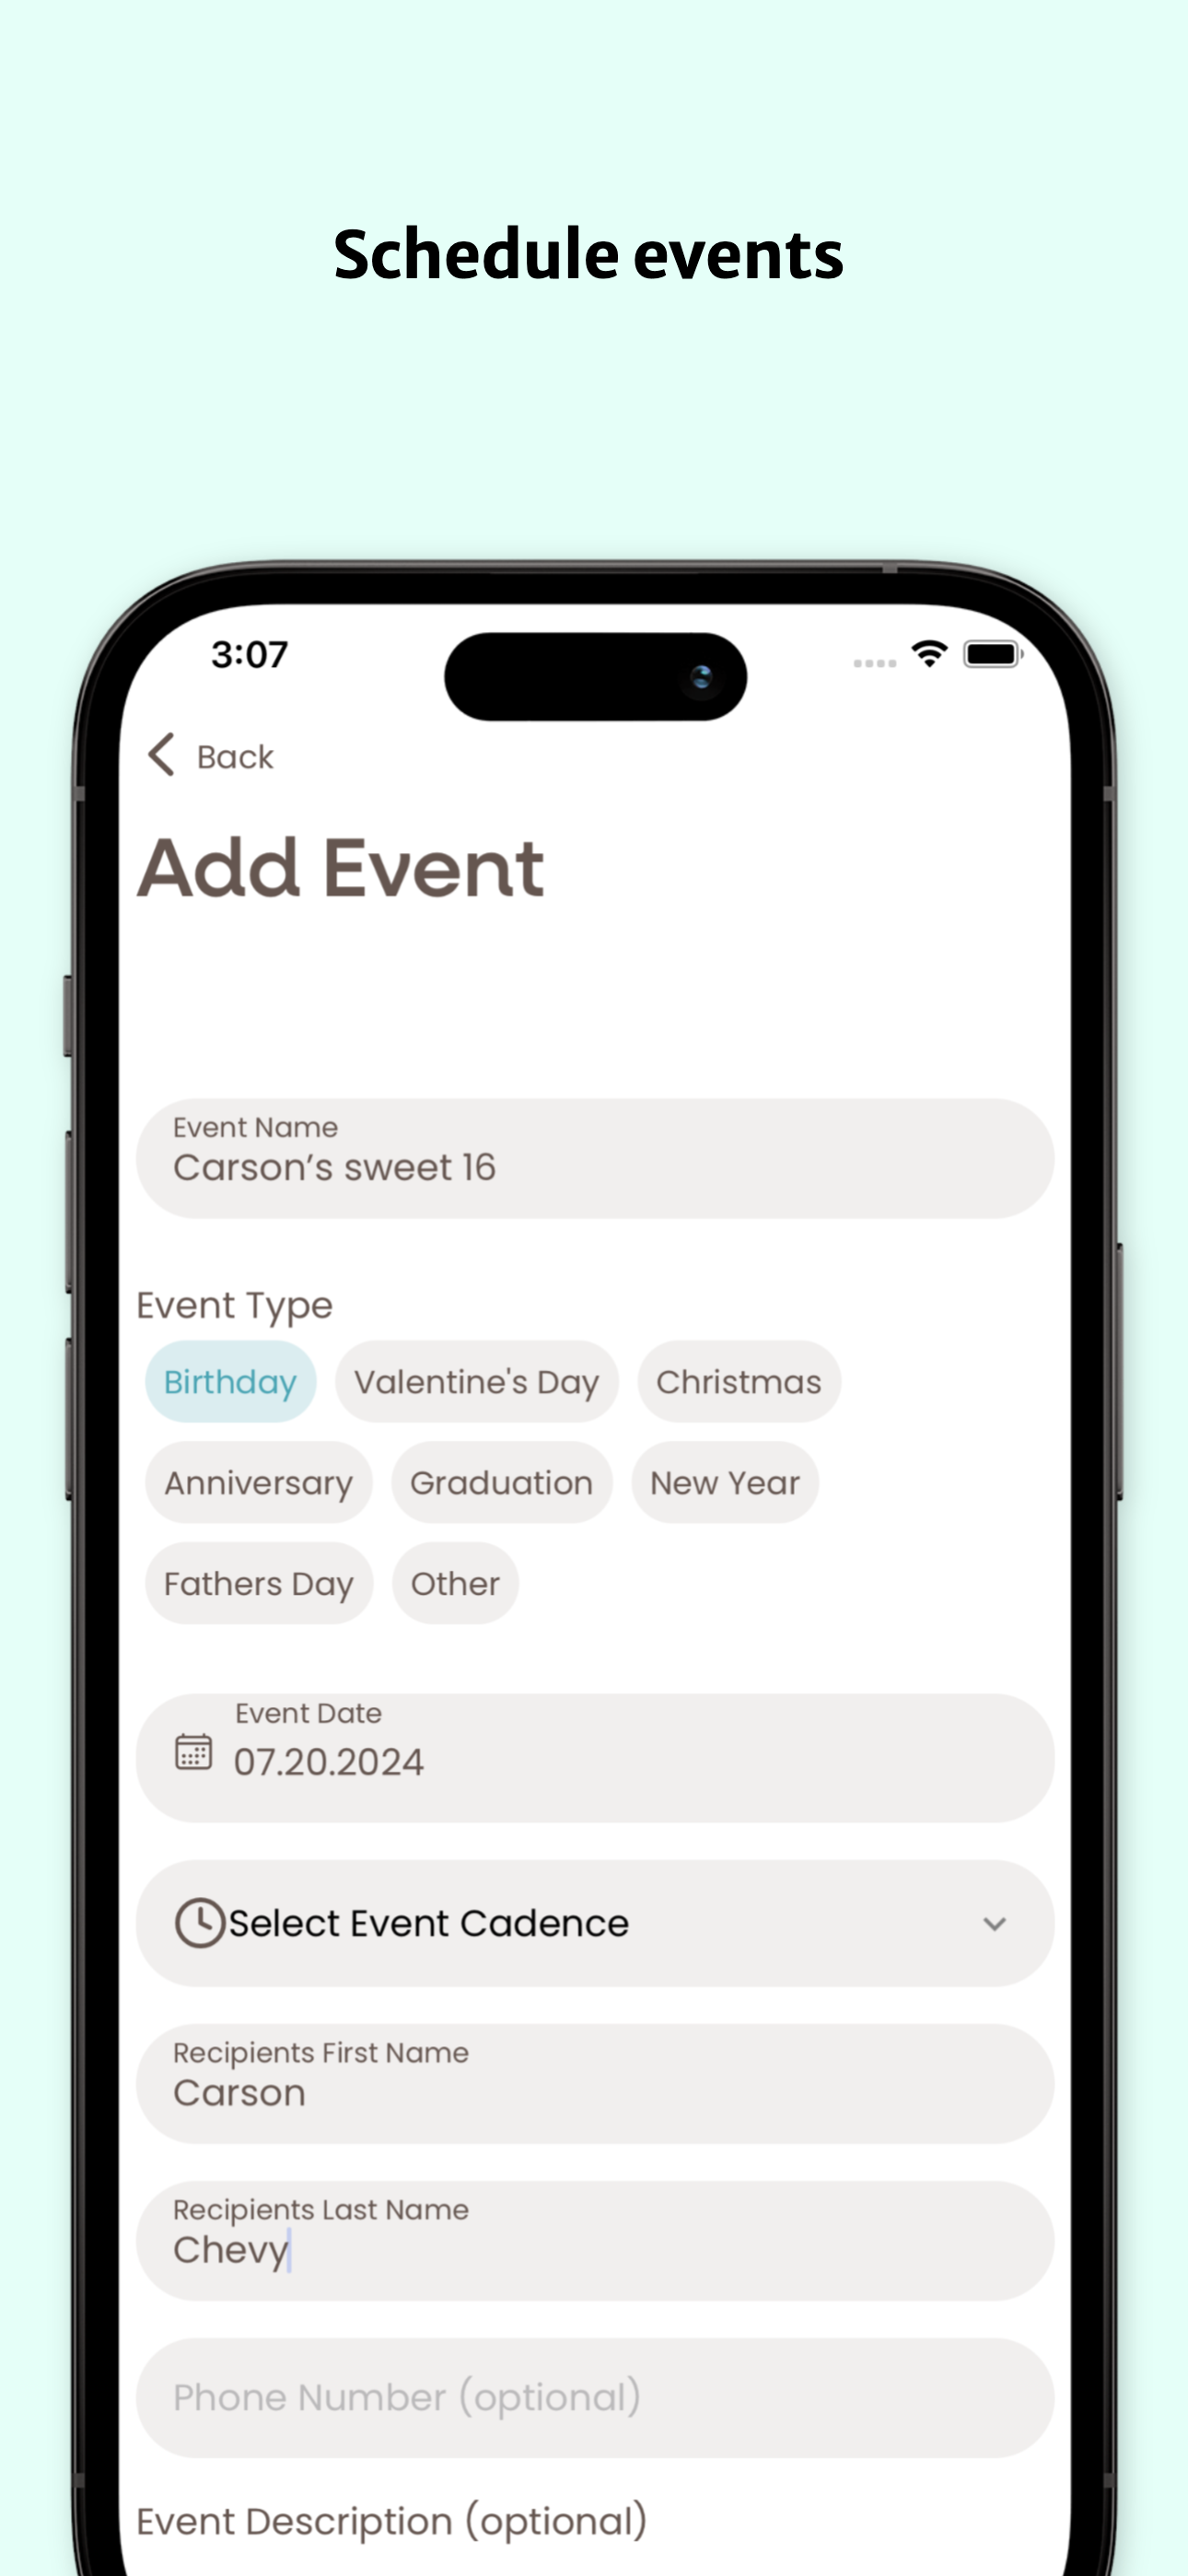 Schedule events
3:07
Back
Add Event
Event Name
Carson’s sweet 16
Event Type
Birthday Valentine's Day Christmas
Anniversary Graduation New Year
Fathers Day Other
Event Date
07.20.2024
Select Event Cadence
Recipients First Name
Carson
Recipients Last Name
Chevy
Phone Number (optional)
Event Description (optional)